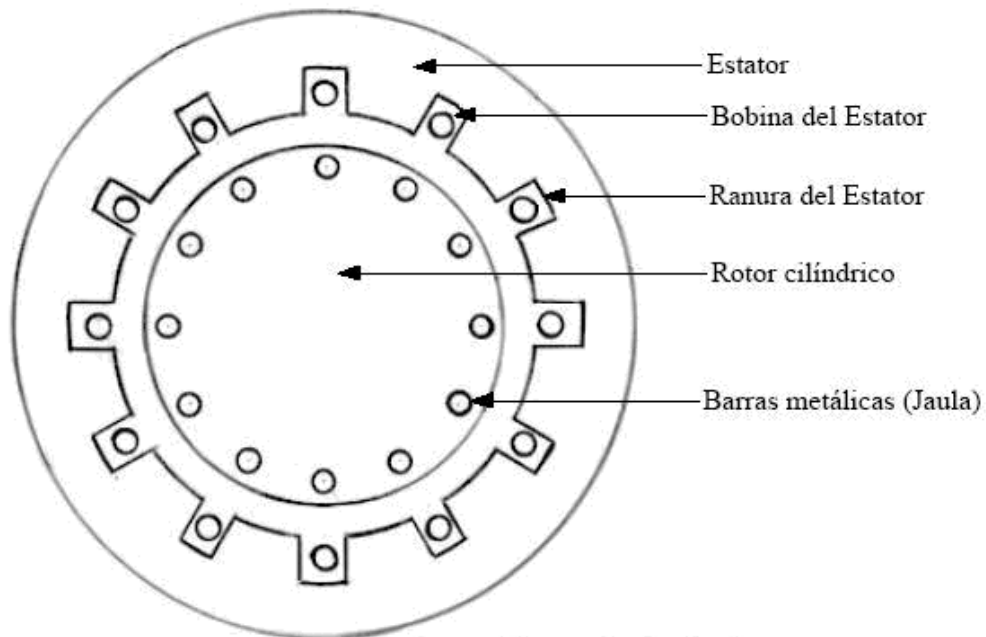 Estator
Bobina del Estator
Ranura del Estator
Rotor cilíndrico
Barras metálicas (Jaula)